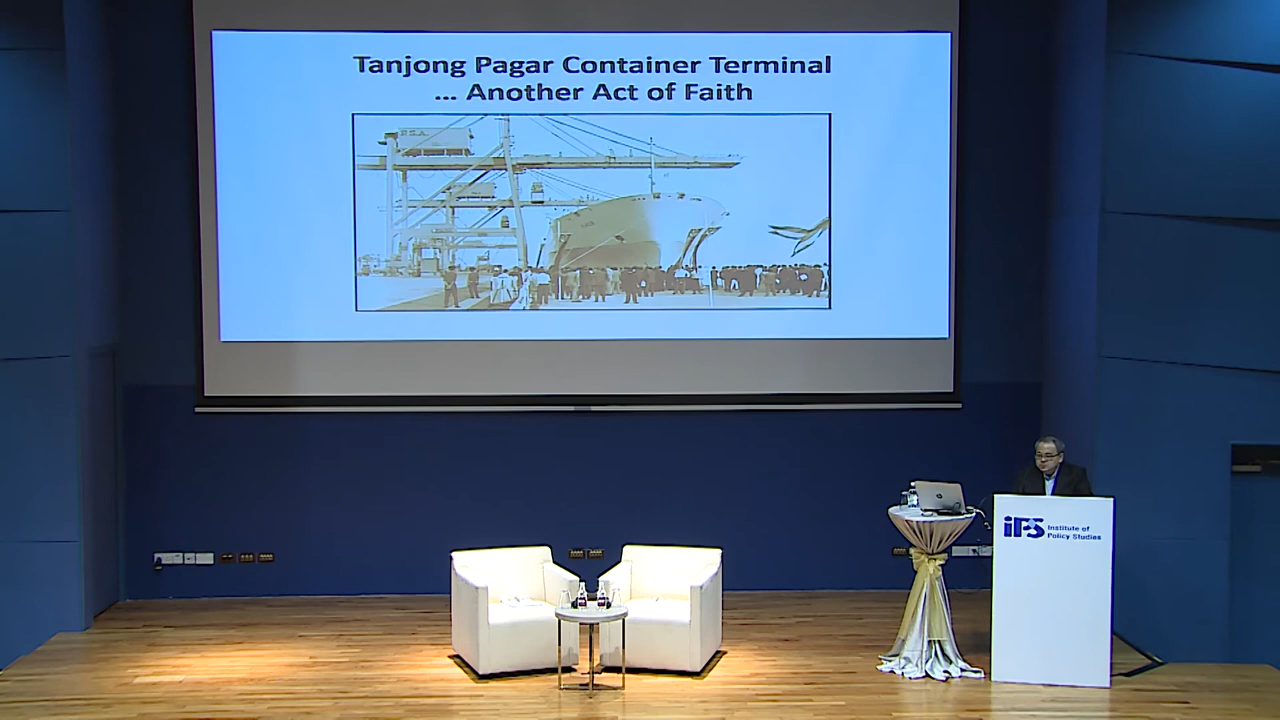 Tanjong Pagar Container Terminal
... Another Act of Faith
P.S.A.
iPS Institute of
Policy Studies